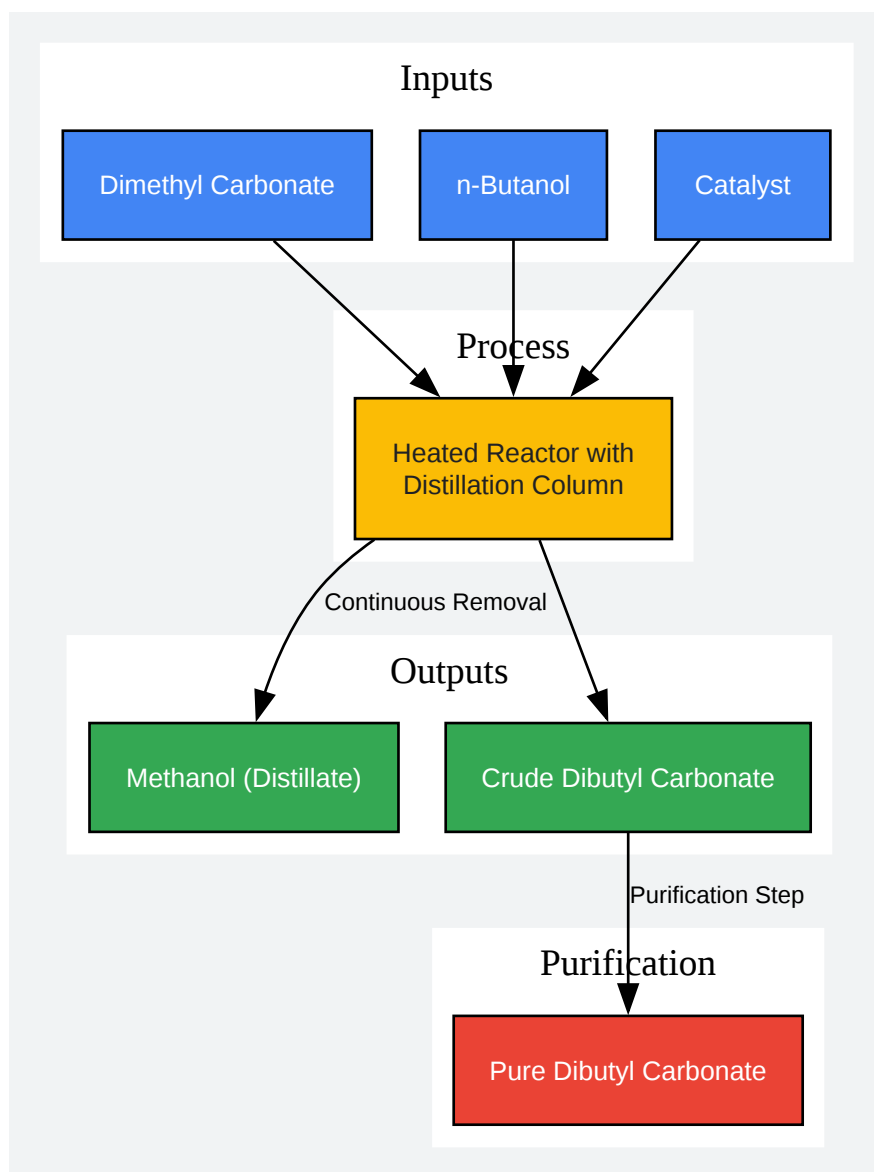 Inputs
Dimethyl Carbonate
n-Butanol
Catalyst
Process
Heated Reactor with
Distillation Column
Continuous Removal
Outputs
Methanol (Distillate)
Crude Dibutyl Carbonate
Purification Step
Purification
Pure Dibutyl Carbonate